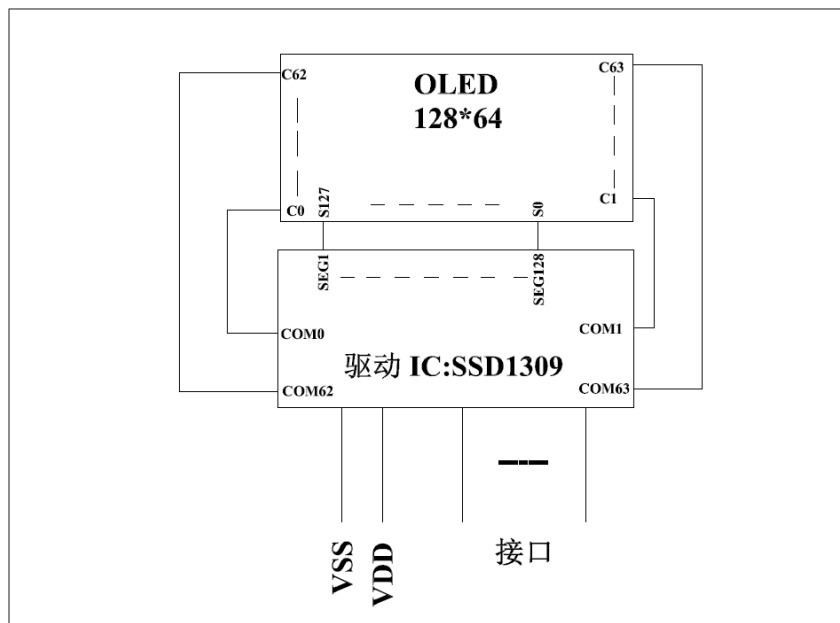 OLED
128*64
C62
C63
C0
S127
S0
C1
SEG1
SEG128
COM0
COM1
驱动 IC:SSD1309
COM62
COM63
VSS
VDD
接口